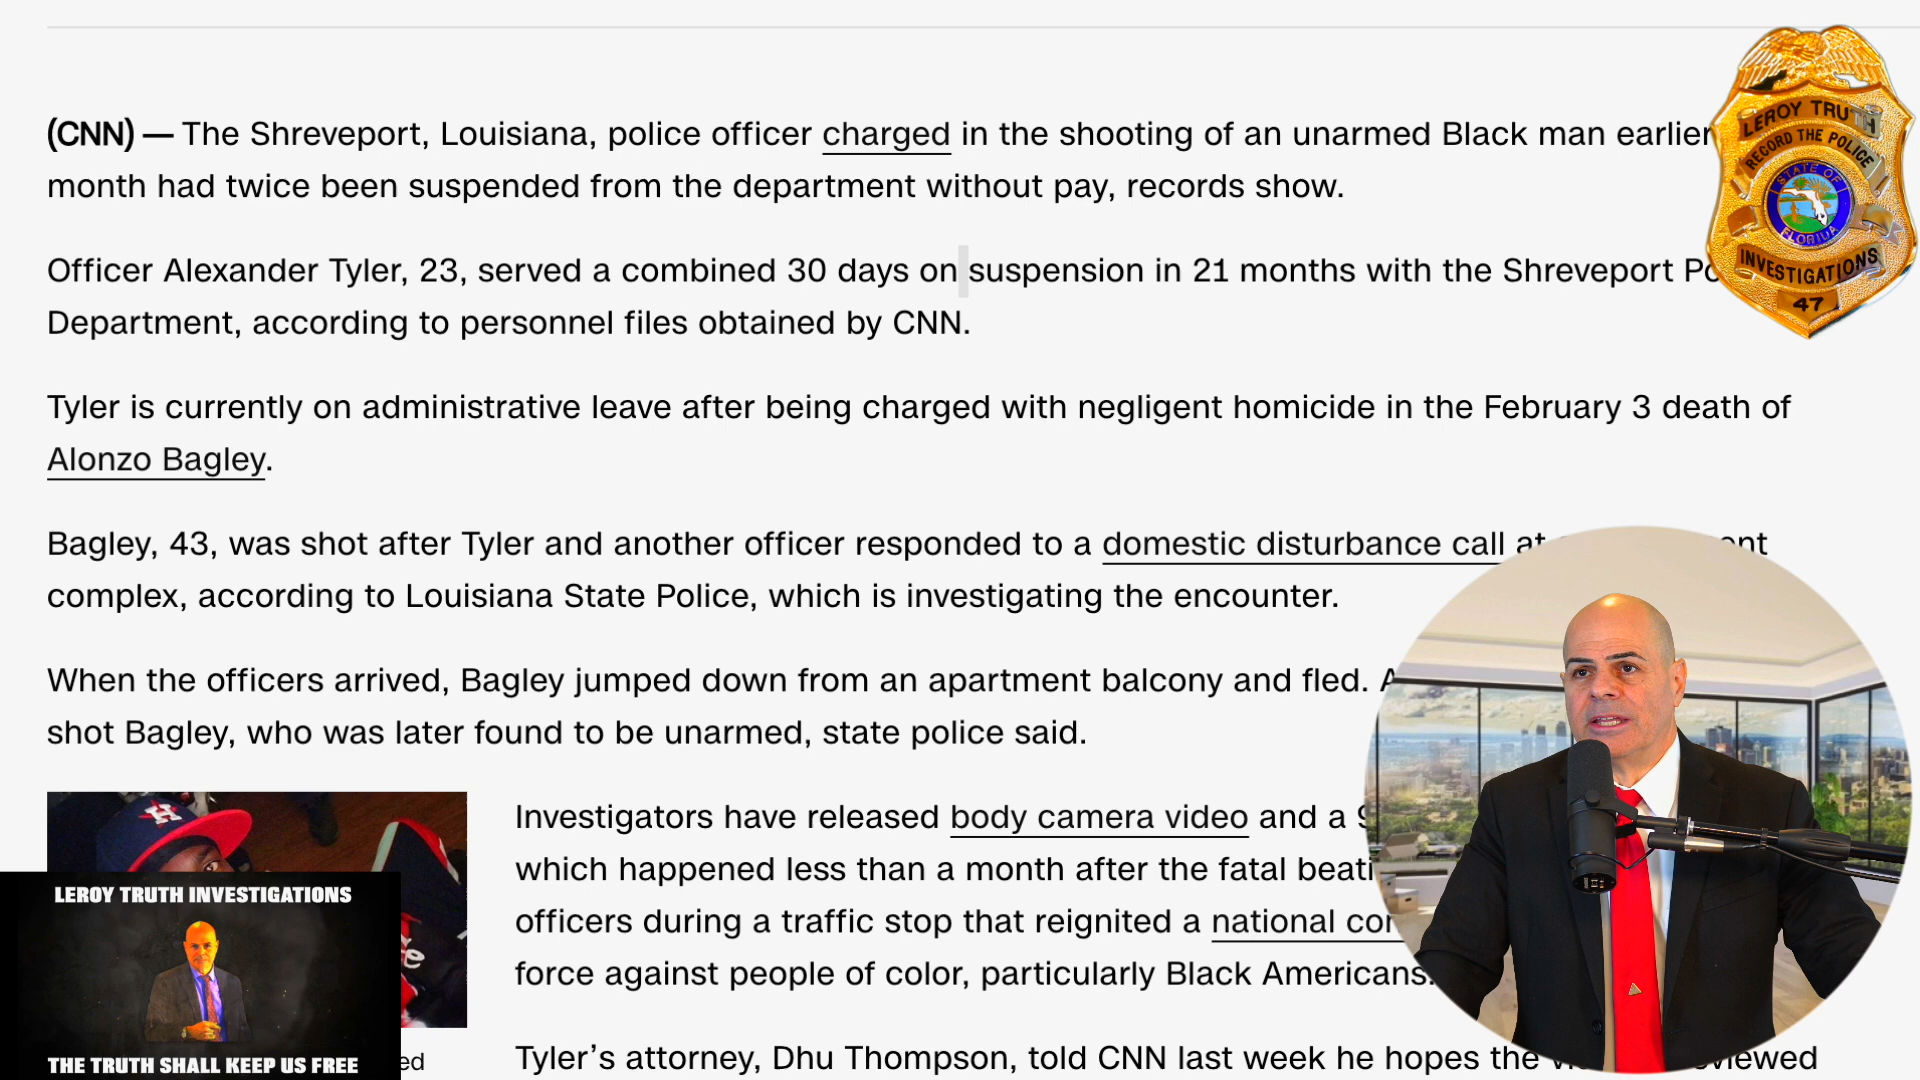 (CNN) — The Shreveport, Louisiana, police officer charged in the shooting of an unarmed Black man earlier
month had twice been suspended from the department without pay, records show.
Officer Alexander Tyler, 23, served a combined 30 days on suspension in 21 months with the Shreveport
Department, according to personnel files obtained by CNN.
Tyler is currently on administrative leave after being charged with negligent homicide in the February 3 death of
Alonzo Bagley.
Bagley, 43, was shot after Tyler and another officer responded to a domestic disturbance call at
complex, according to Louisiana State Police, which is investigating the encounter.
When the officers arrived, Bagley jumped down from an apartment balcony and fled.
shot Bagley, who was later found to be unarmed, state police said.
Investigators have released body camera video and a
which happened less than a month after the fatal
officers during a traffic stop that reignited a national
force against people of color, particularly Black Americans.
Tyler's attorney, Dhu Thompson, told CNN last week he hopes the
LEROY TRUTH
RECORD THE POLICE
STATE OF
FLORIDA
INVESTIGATIONS
47
H
LEROY TRUTH INVESTIGATIONS
THE TRUTH SHALL KEEP US FREE